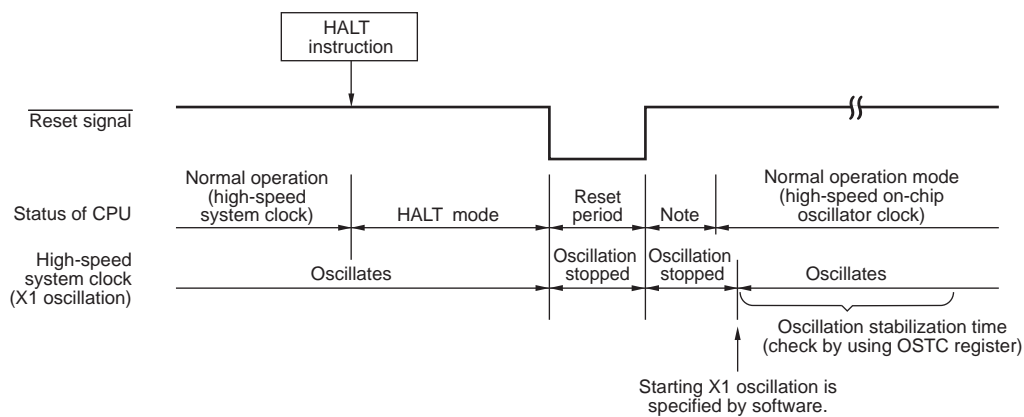 HALT
instruction
Reset signal
Normal operation
(high-speed
system clock)
Status of CPU
HALT mode
Reset
period
Note
Normal operation mode
(high-speed on-chip
oscillator clock)
High-speed
system clock
(X1 oscillation)
Oscillates
Oscillation
stopped
Oscillation
stopped
Oscillates
Oscillation stabilization time
(check by using OSTC register)
Starting X1 oscillation is
specified by software.